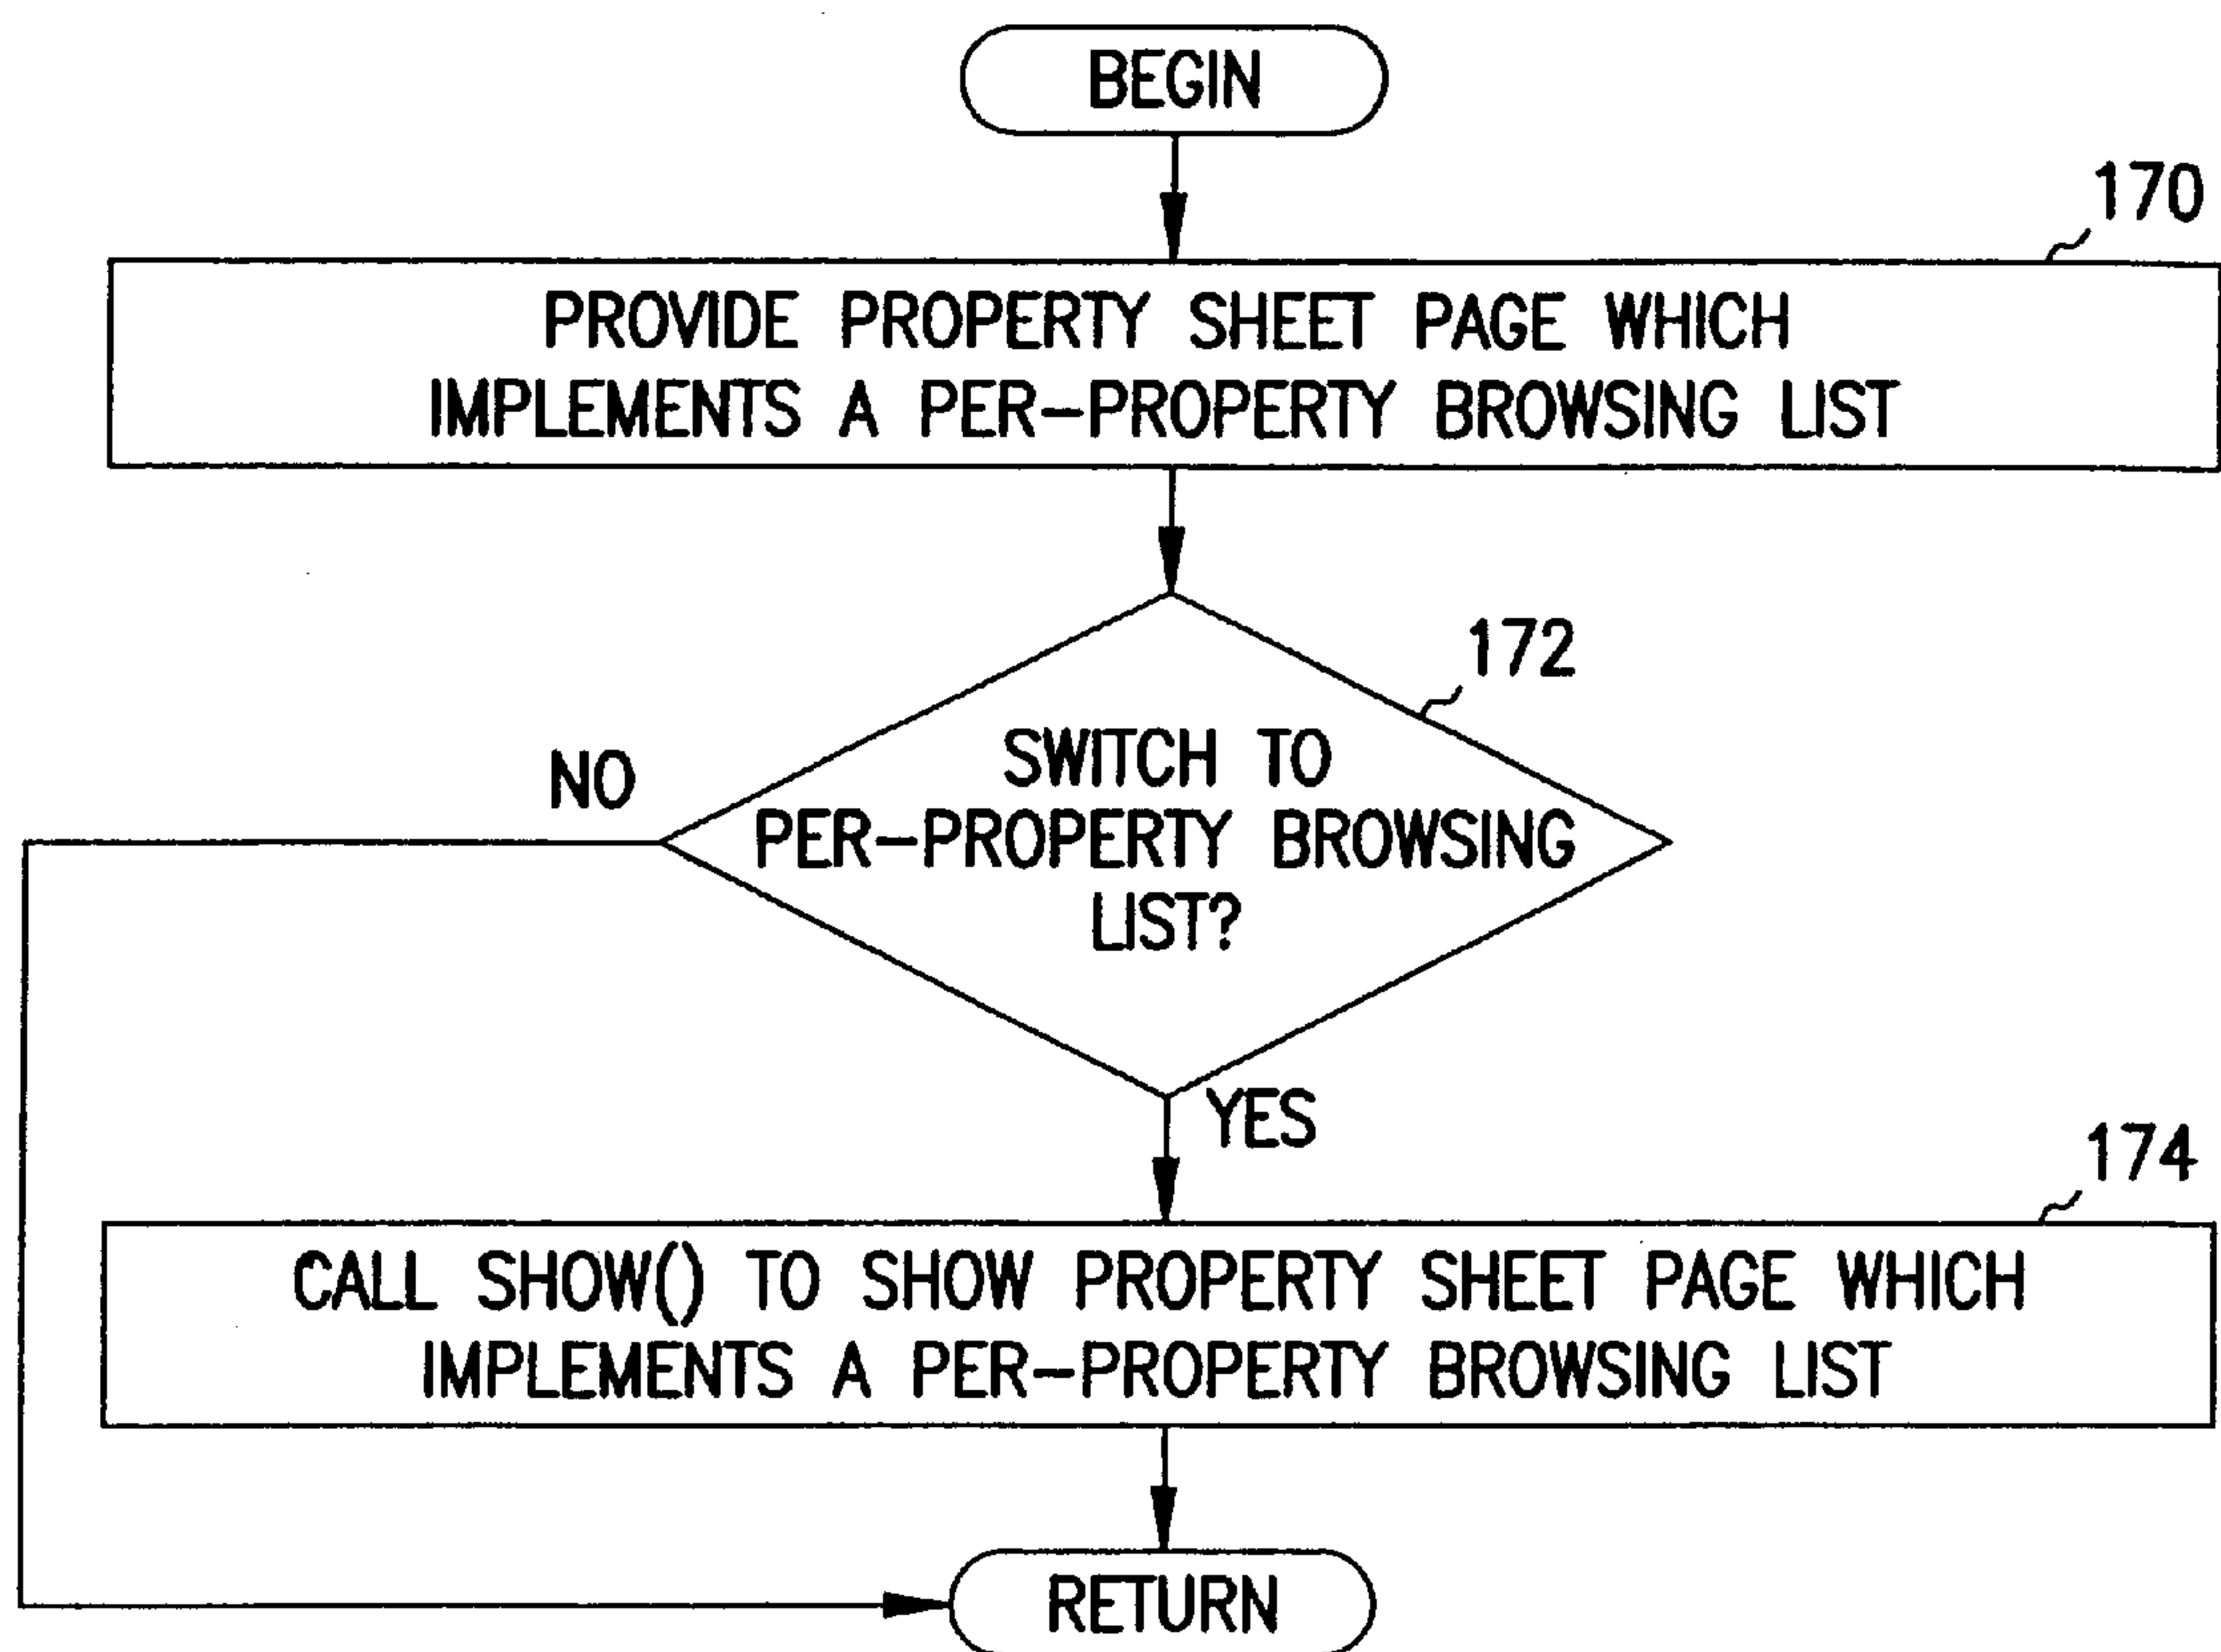 BEGIN
170
PROVIDE PROPERTY SHEET PAGE WHICH
IMPLEMENTS A PER-PROPERTY BROWSING LIST
172
SWITCH TO
PER-PROPERTY BROWSING
LIST?
NO
YES
174
CALL SHOW() TO SHOW PROPERTY SHEET PAGE WHICH
IMPLEMENTS A PER-PROPERTY BROWSING LIST
RETURN